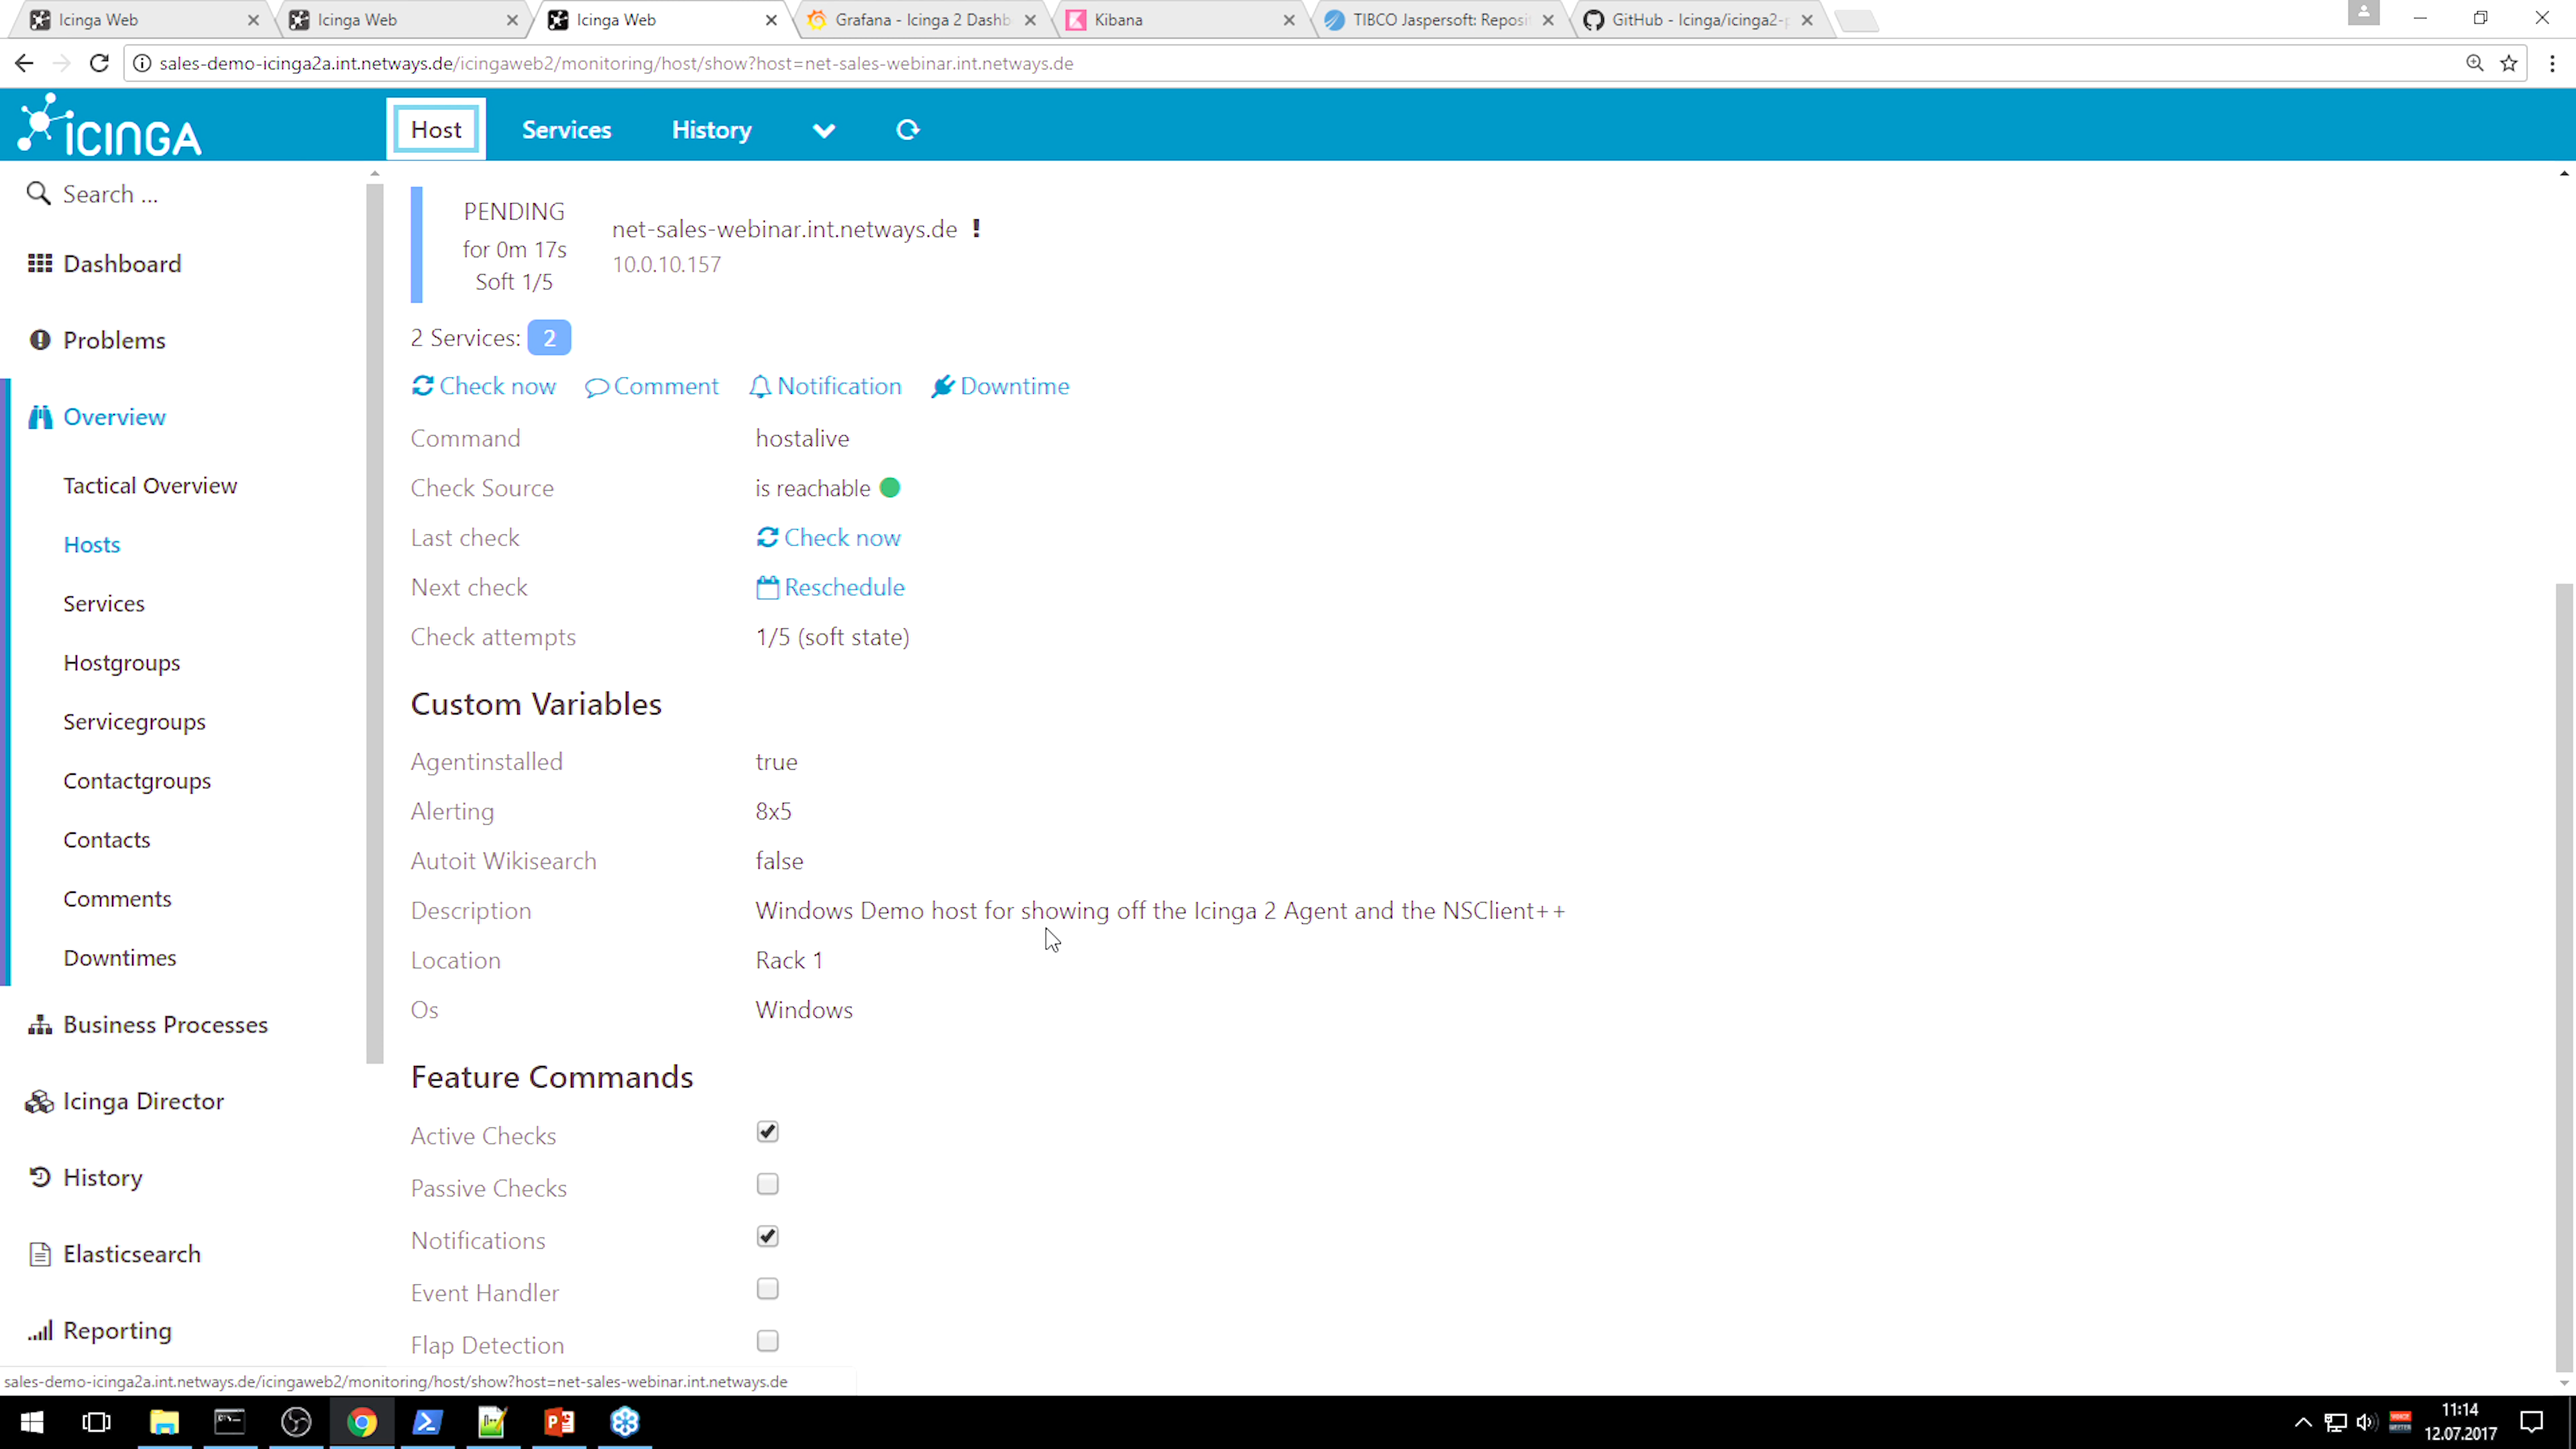 Icinga Web
Icinga Web
Icinga Web
Grafana - Icinga 2 Dashb
Kibana
TIBCO Jaspersoft: Reposi
GitHub - Icinga/icinga2-p
sales-demo-icinga2a.int.netways.de/icingaweb2/monitoring/host/show?host=net-sales-webinar.int.netways.de
ICINGA
Host
Services
History
Search ...
Dashboard
Problems
Overview
Tactical Overview
Hosts
Services
Hostgroups
Servicegroups
Contactgroups
Contacts
Comments
Downtimes
Business Processes
Icinga Director
History
Elasticsearch
Reporting
PENDING
for 0m 17s
Soft 1/5
net-sales-webinar.int.netways.de !
10.0.10.157
2 Services: 2
Check now Comment Notification Downtime
Command hostalive
Check Source is reachable
Last check Check now
Next check Reschedule
Check attempts 1/5 (soft state)
Custom Variables
Agentinstalled true
Alerting 8x5
Autoit Wikisearch false
Description Windows Demo host for showing off the Icinga 2 Agent and the NSClient++
Location Rack 1
Os Windows
Feature Commands
Active Checks
Passive Checks
Notifications
Event Handler
Flap Detection
sales-demo-icinga2a.int.netways.de/icingaweb2/monitoring/host/show?host=net-sales-webinar.int.netways.de
11:14
12.07.2017